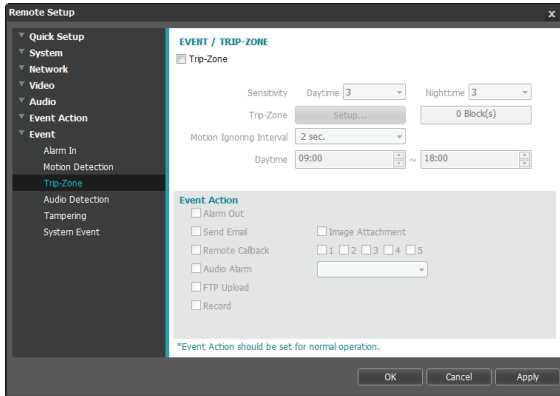 Remote Setup
x
Quick Setup
System
Network
Video
Audio
Event Action
Event
Alarm In
Motion Detection
Trip-Zone
Audio Detection
Tampering
System Event
EVENT / TRIP-ZONE
Trip-Zone
Sensitivity Daytime 3 Nighttime 3
Trip-Zone Setup... 0 Block(s)
Motion Ignoring Interval 2 sec.
Daytime 09:00 ~ 18:00
Event Action
Alarm Out
Send Email Image Attachment
Remote Callback 1 2 3 4 5
Audio Alarm
FTP Upload
Record
*Event Action should be set for normal operation.
OK Cancel Apply